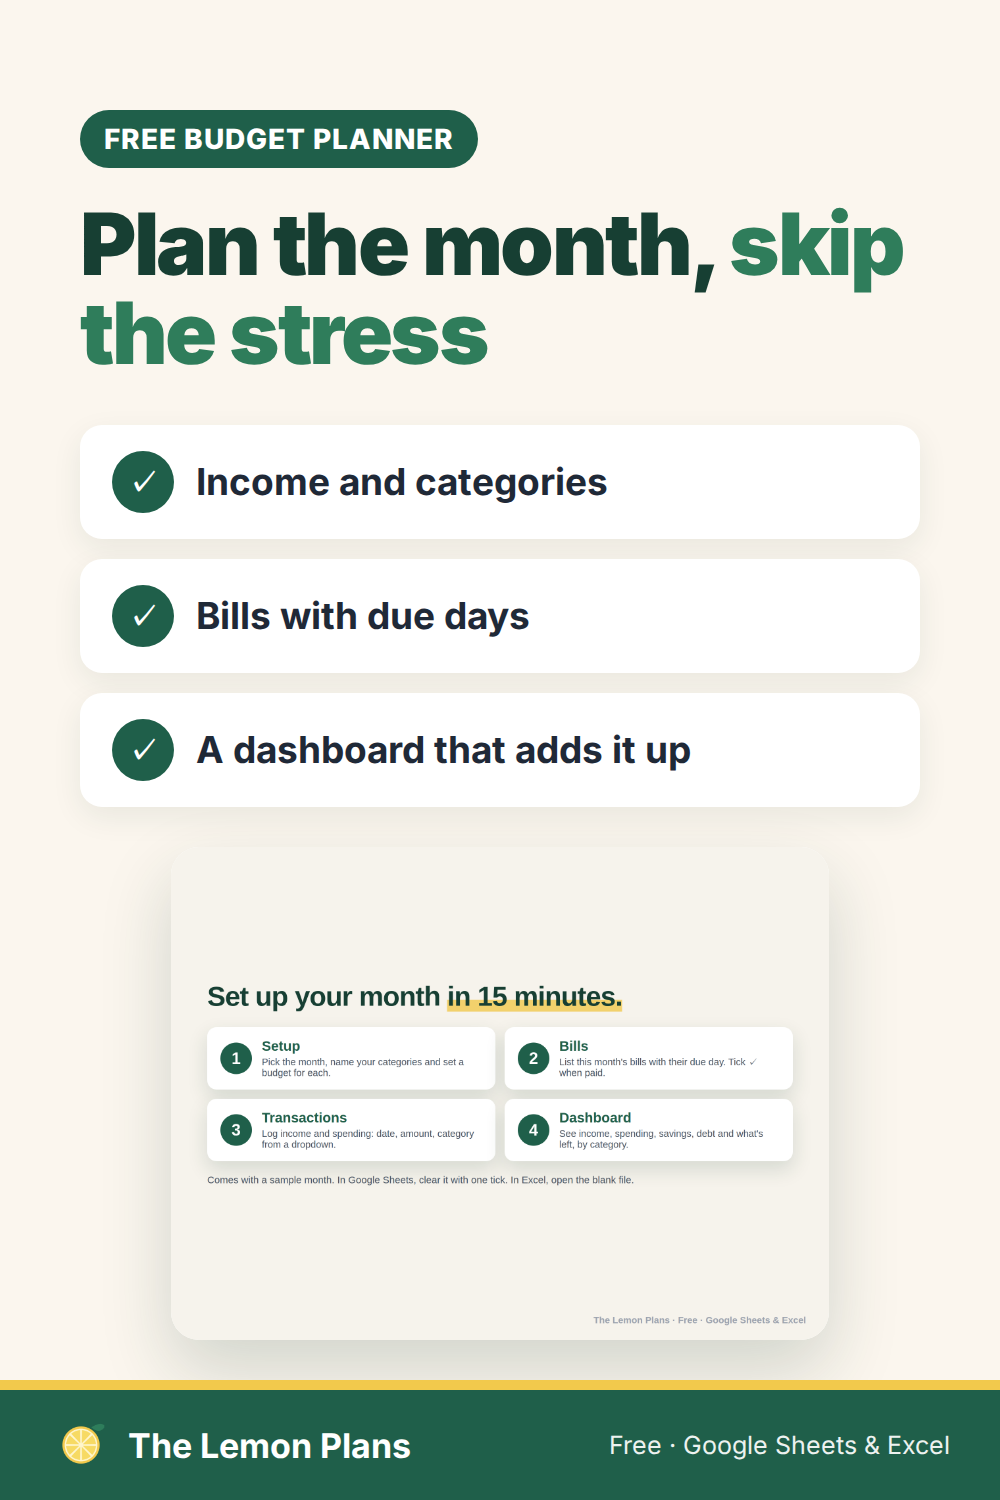 FREE BUDGET PLANNER
Plan the month, skip
the stress
✓ Income and categories
✓ Bills with due days
✓ A dashboard that adds it up
Set up your month in 15 minutes.
1 Setup
Pick the month, name your categories and set a
budget for each.
2 Bills
List this month's bills with their due day. Tick ✓
when paid.
3 Transactions
Log income and spending: date, amount, category
from a dropdown.
4 Dashboard
See income, spending, savings, debt and what's
left, by category.
Comes with a sample month. In Google Sheets, clear it with one tick. In Excel, open the blank file.
The Lemon Plans · Free · Google Sheets & Excel
The Lemon Plans
Free · Google Sheets & Excel